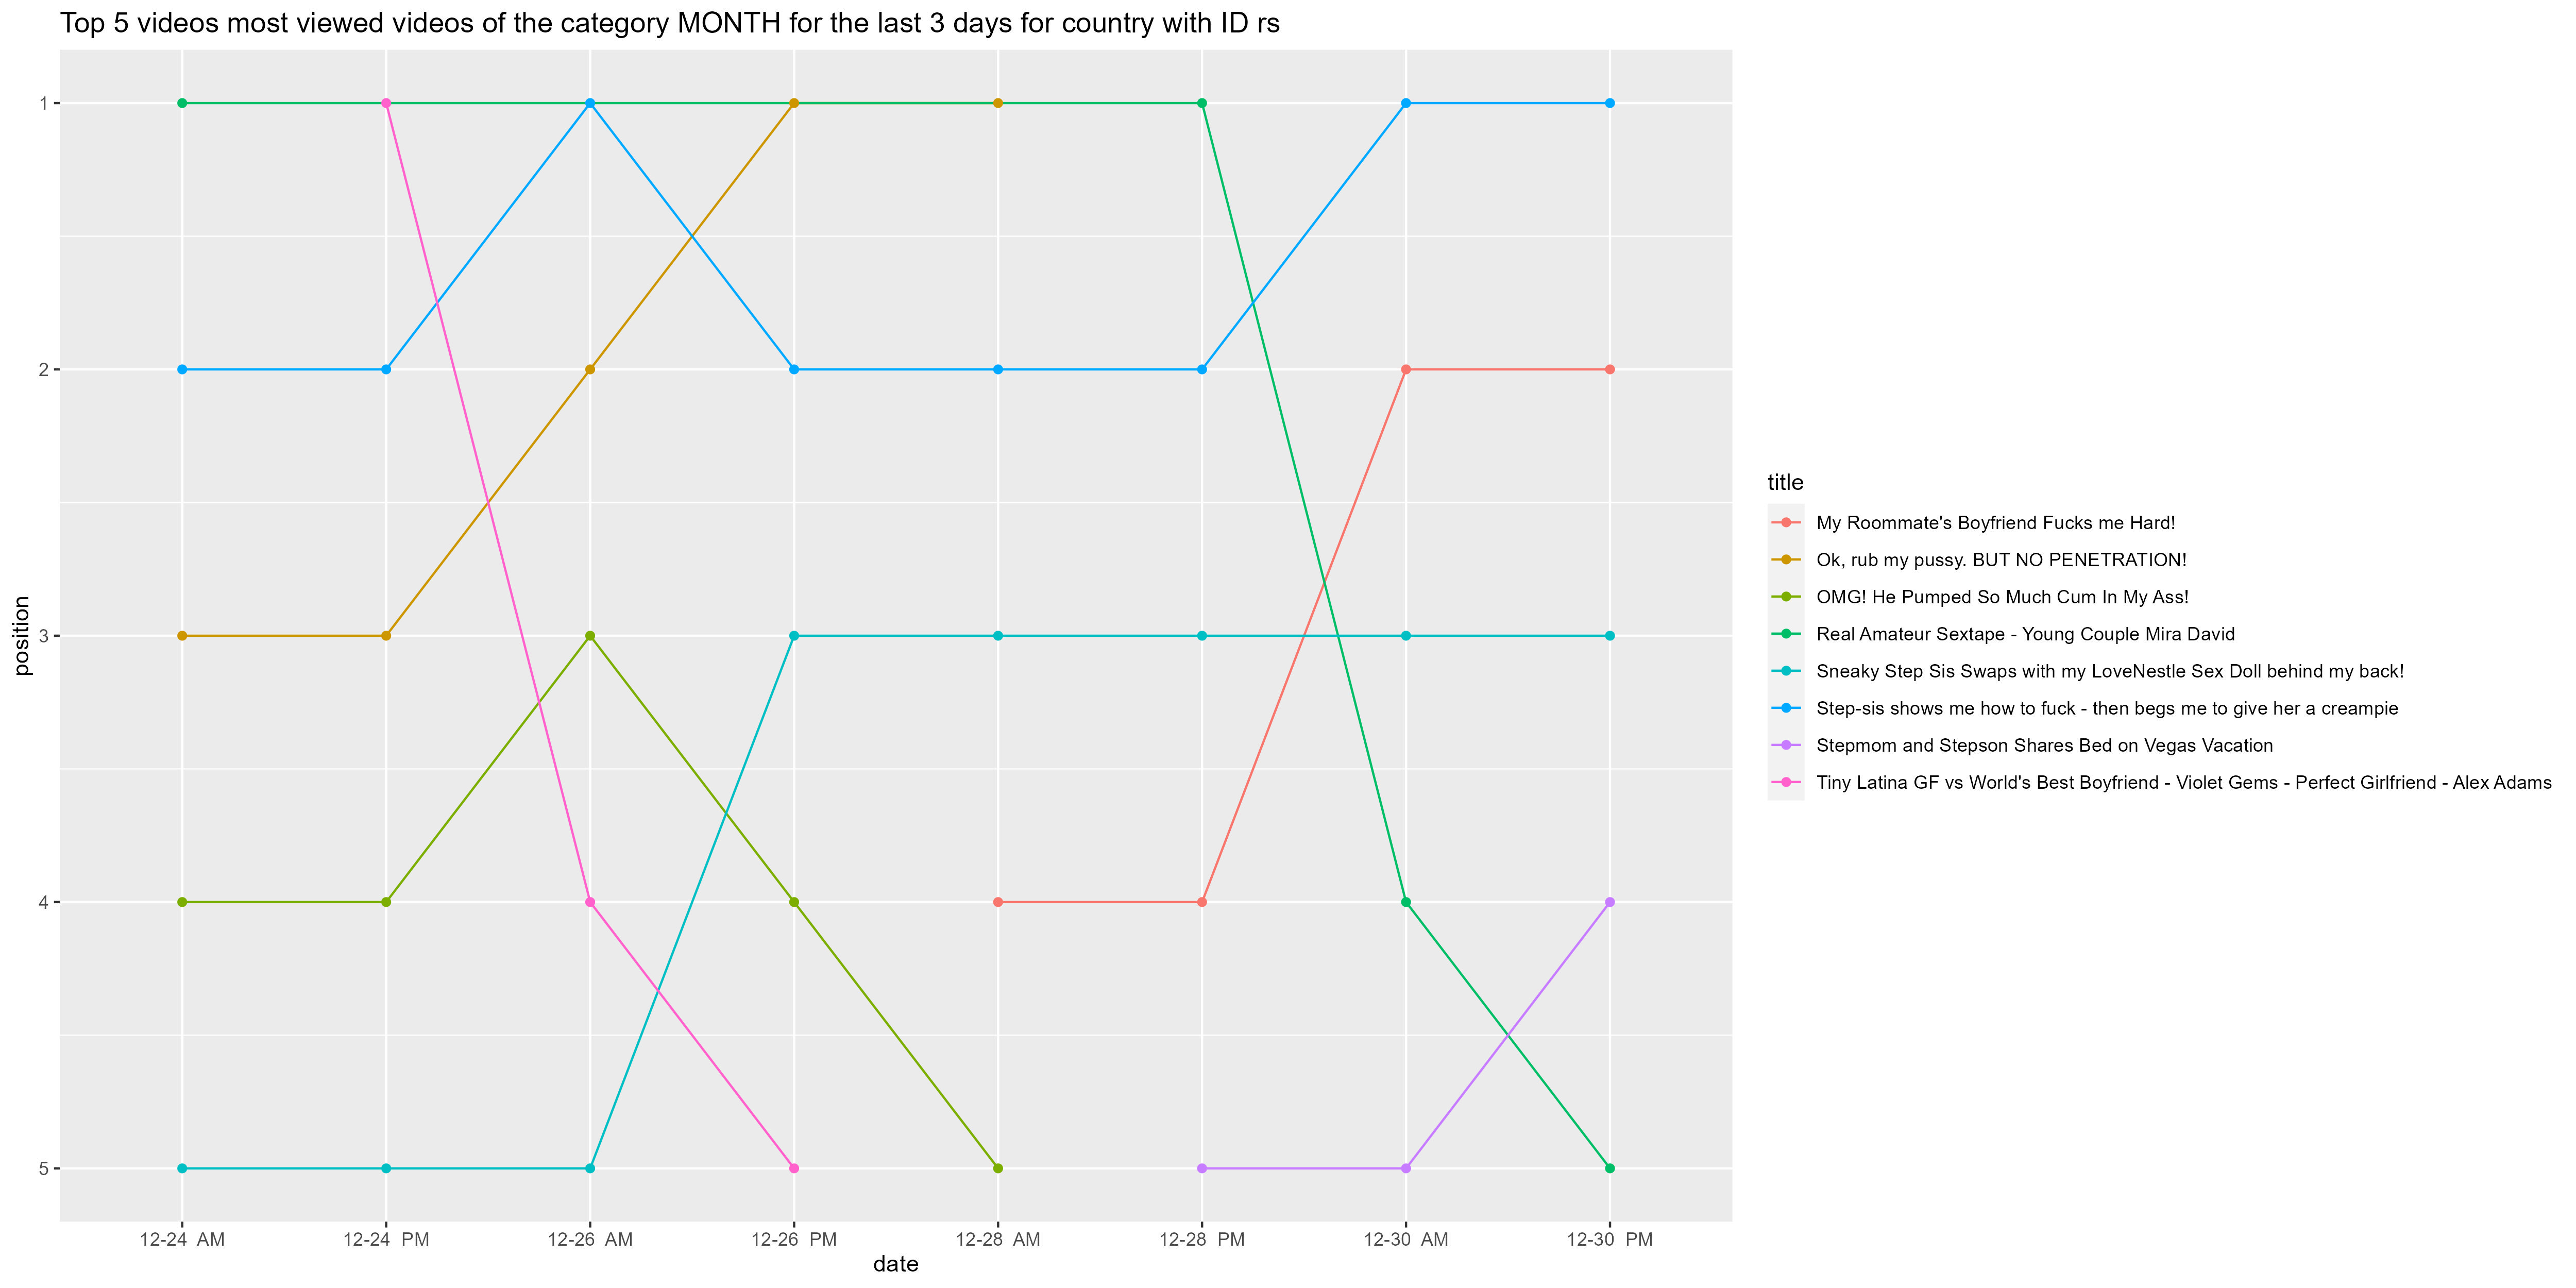 Top 5 videos most viewed videos of the category MONTH for the last 3 days for country with ID rs
position
1
2
3
4
5
12-24 AM
12-24 PM
12-26 AM
12-26 PM
12-28 AM
12-28 PM
12-30 AM
12-30 PM
date
title
My Roommate's Boyfriend Fucks me Hard!
Ok, rub my pussy. BUT NO PENETRATION!
OMG! He Pumped So Much Cum In My Ass!
Real Amateur Sextape - Young Couple Mira David
Sneaky Step Sis Swaps with my LoveNestle Sex Doll behind my back!
Step-sis shows me how to fuck - then begs me to give her a creampie
Stepmom and Stepson Shares Bed on Vegas Vacation
Tiny Latina GF vs World's Best Boyfriend - Violet Gems - Perfect Girlfriend - Alex Adams